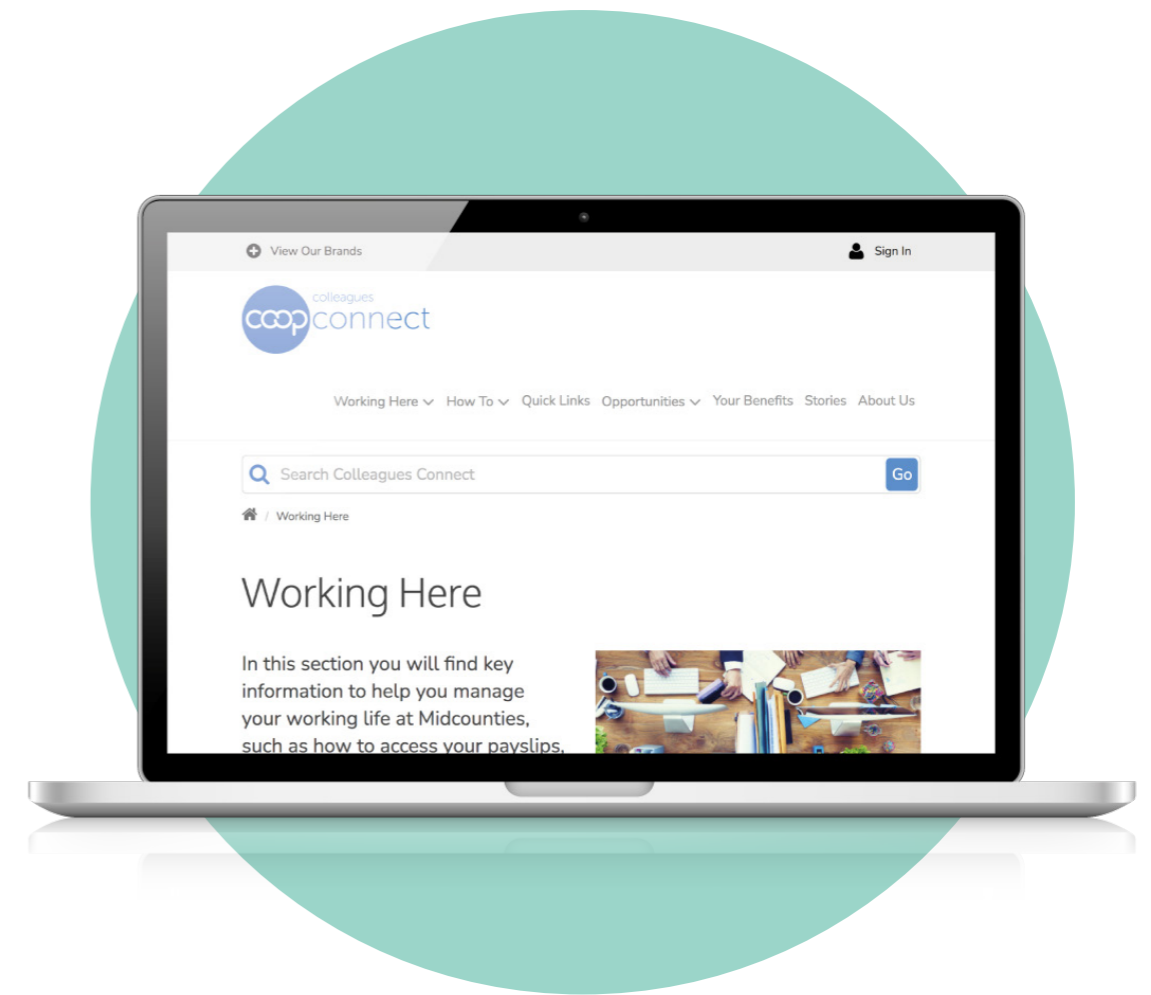 View Our Brands
Sign In
colleagues
coop connect
Working Here How To Quick Links Opportunities Your Benefits Stories About Us
Search Colleagues Connect
Go
/ Working Here
Working Here
In this section you will find key
information to help you manage
your working life at Midcounties,
such as how to access your payslips,